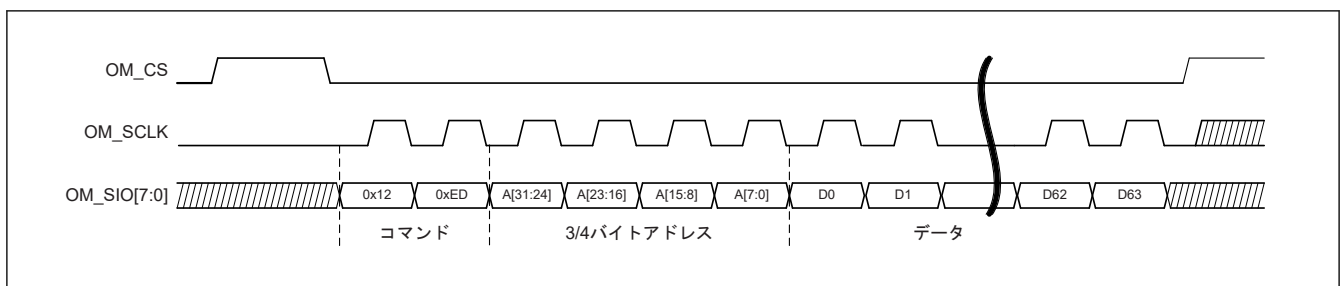 OM_CS
OM_SCLK
OM_SIO[7:0] 0x12 0xED A[31:24] A[23:16] A[15:8] A[7:0] D0 D1 D62 D63
コマンド 3/4バイトアドレス データ